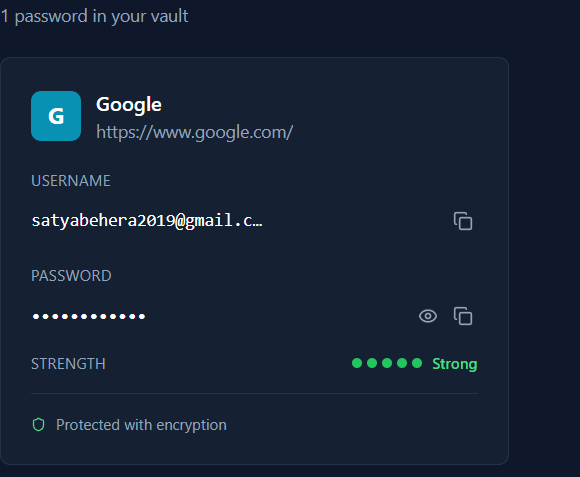 1 password in your vault
G
Google
https://www.google.com/
USERNAME
satyabehera2019@gmail.c…
PASSWORD
••••••••••••
STRENGTH Strong
Protected with encryption